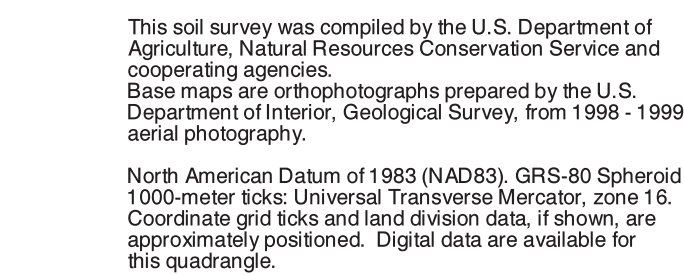 This soil survey was compiled by the U.S. Department of
Agriculture, Natural Resources Conservation Service and
cooperating agencies.
Base maps are orthophotographs prepared by the U.S.
Department of Interior, Geological Survey, from 1998 - 1999
aerial photography.

North American Datum of 1983 (NAD83). GRS-80 Spheroid
1000-meter ticks: Universal Transverse Mercator, zone 16.
Coordinate grid ticks and land division data, if shown, are
approximately positioned.  Digital data are available for
this quadrangle.